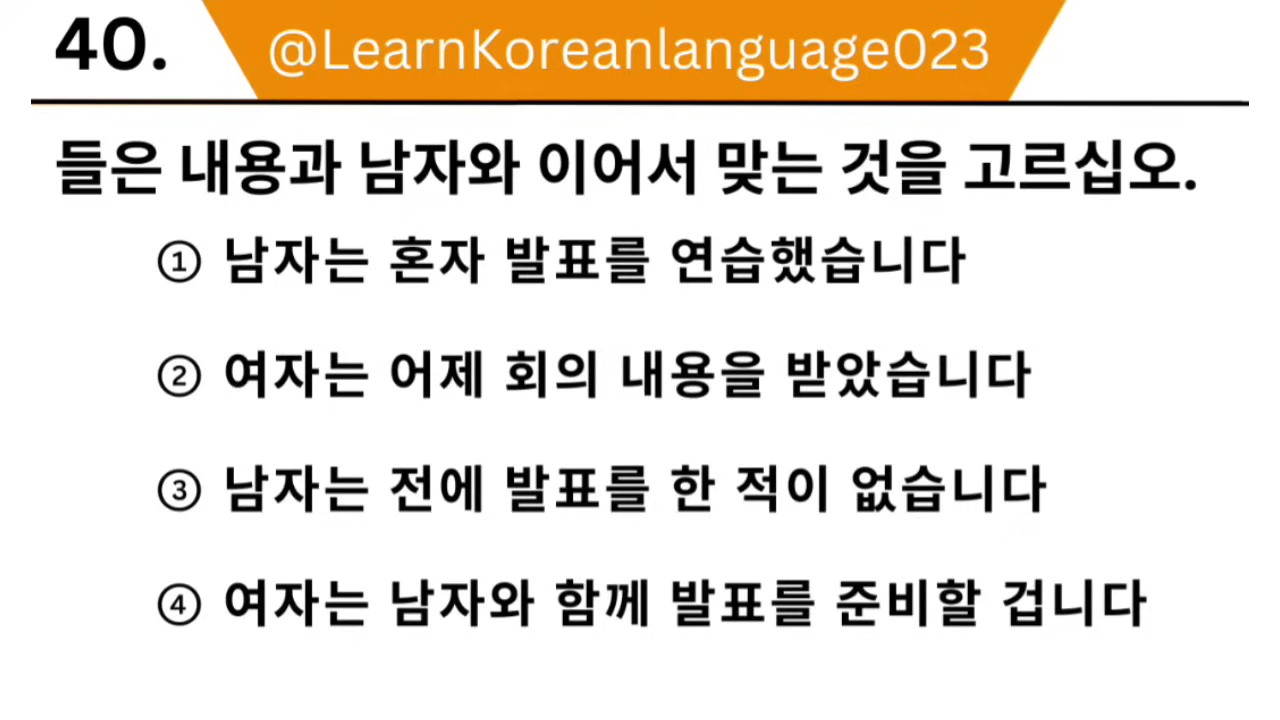 40.
@LearnKoreanlanguage023
들은 내용과 남자와 이어서 맞는 것을 고르십오.
① 남자는 혼자 발표를 연습했습니다
② 여자는 어제 회의 내용을 받았습니다
③ 남자는 전에 발표를 한 적이 없습니다
④ 여자는 남자와 함께 발표를 준비할 겁니다